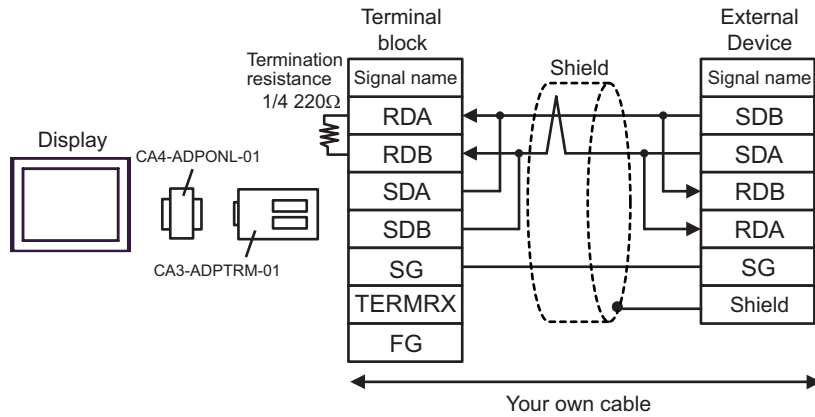 Terminal
block
External
Device
Termination
resistance
1/4 220Ω
Signal name
Shield
Signal name
RDA
SDB
Display
CA4-ADPONL-01
RDB
SDA
SDA
RDB
SDB
RDA
CA3-ADPTRM-01
SG
SG
TERMRX
Shield
FG
Your own cable